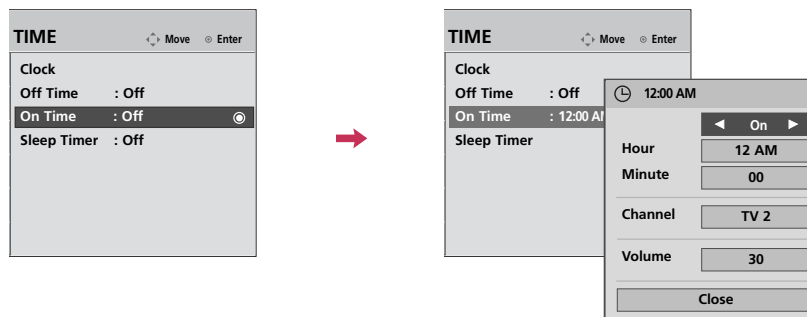 TIME Move Enter
Clock
Off Time : Off
On Time : Off
Sleep Timer : Off
TIME Move Enter
Clock
Off Time : Off
On Time : 12:00
Sleep Timer
12:00 AM
◀ On ▶
Hour 12 AM
Minute 00
Channel TV 2
Volume 30
Close